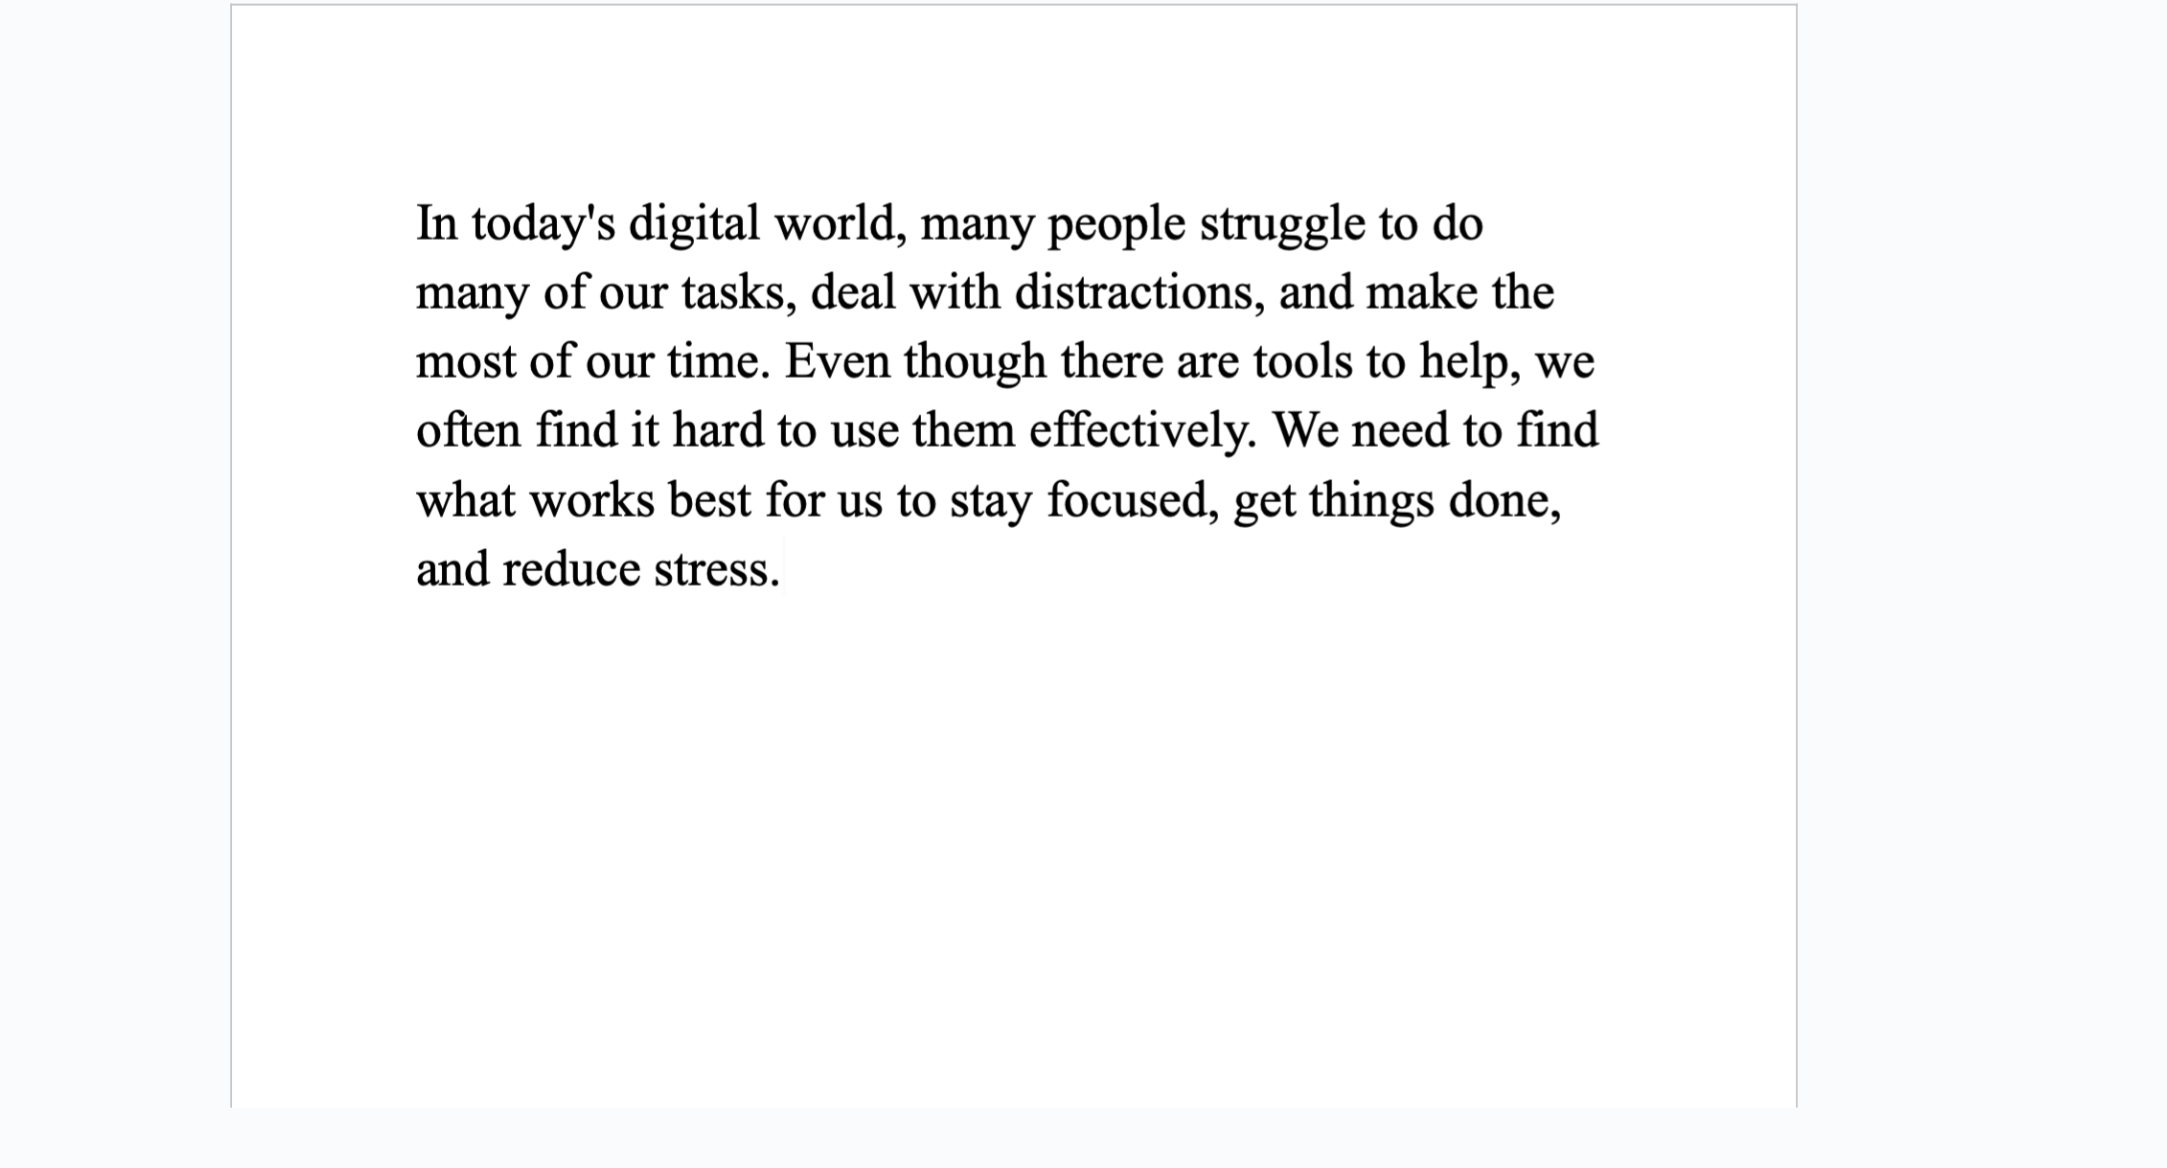 In today's digital world, many people struggle to do
many of our tasks, deal with distractions, and make the
most of our time. Even though there are tools to help, we
often find it hard to use them effectively. We need to find
what works best for us to stay focused, get things done,
and reduce stress.